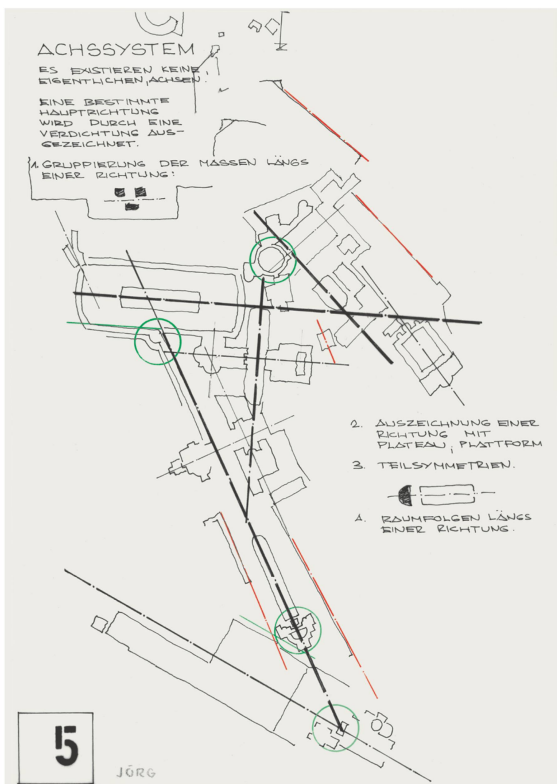 ACHSSYSTEM
ES EXISTIEREN KEINE
EIGENTLICHEN „ACHSEN.“
EINE BESTIMMTE
HAUPTRICHTUNG
WIRD DURCH EINE
VERDICHTUNG AUS-
GEZEICHNET.
1. GRUPPIERUNG DER MASSEN LÄNGS
EINER RICHTUNG:
2. AUSZEICHNUNG EINER
RICHTUNG MIT
PLATEAU, PLATTFORM
3. TEILSYMMETRIEN.
4. RAUMFOLGEN LÄNGS
EINER RICHTUNG.
5
JÖRG